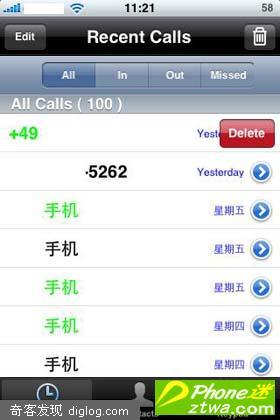 11:21 58
Edit Recent Calls
All In Out Missed
All Calls ( 100 )
+49 Delete
-5262 Yesterday
手机 星期五
手机 星期五
手机 星期五
手机 星期四
手机 星期四
奇客发现 diglog.com
Phone迷
ztwa.com